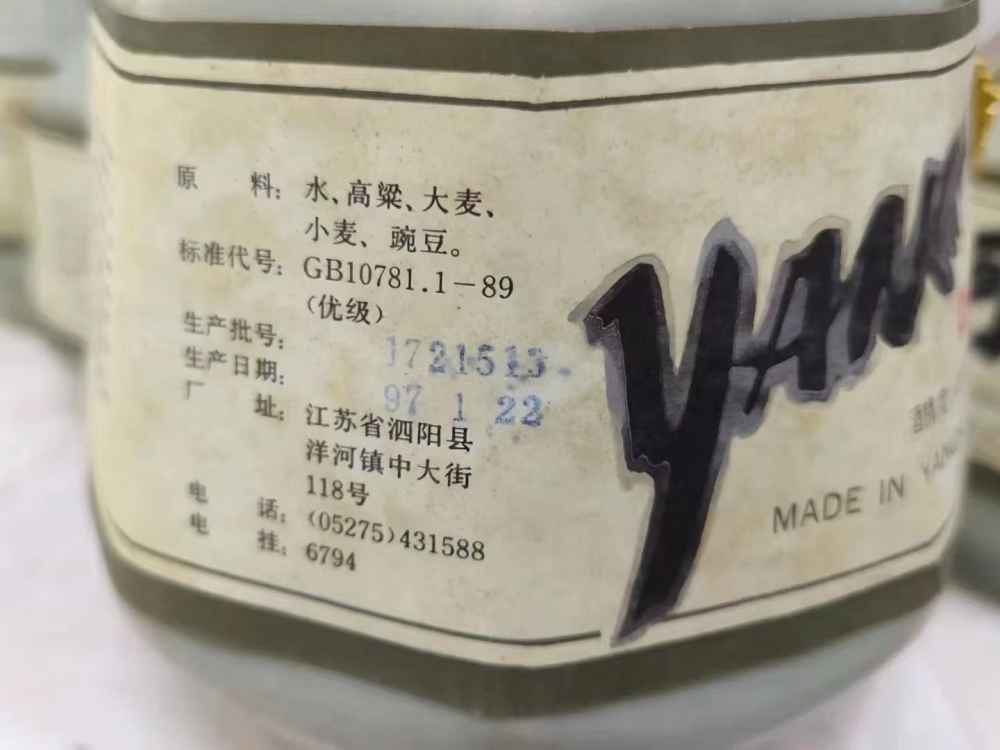 原 料：水、高粱、大麦、
小麦、豌豆。
标准代号：GB10781.1－89
(优级)
生产批号：1721513
生产日期：97 1 22
厂 址：江苏省泗阳县
洋河镇中大街
118号
电 话：(05275)431588
电 挂：6794
MADE IN